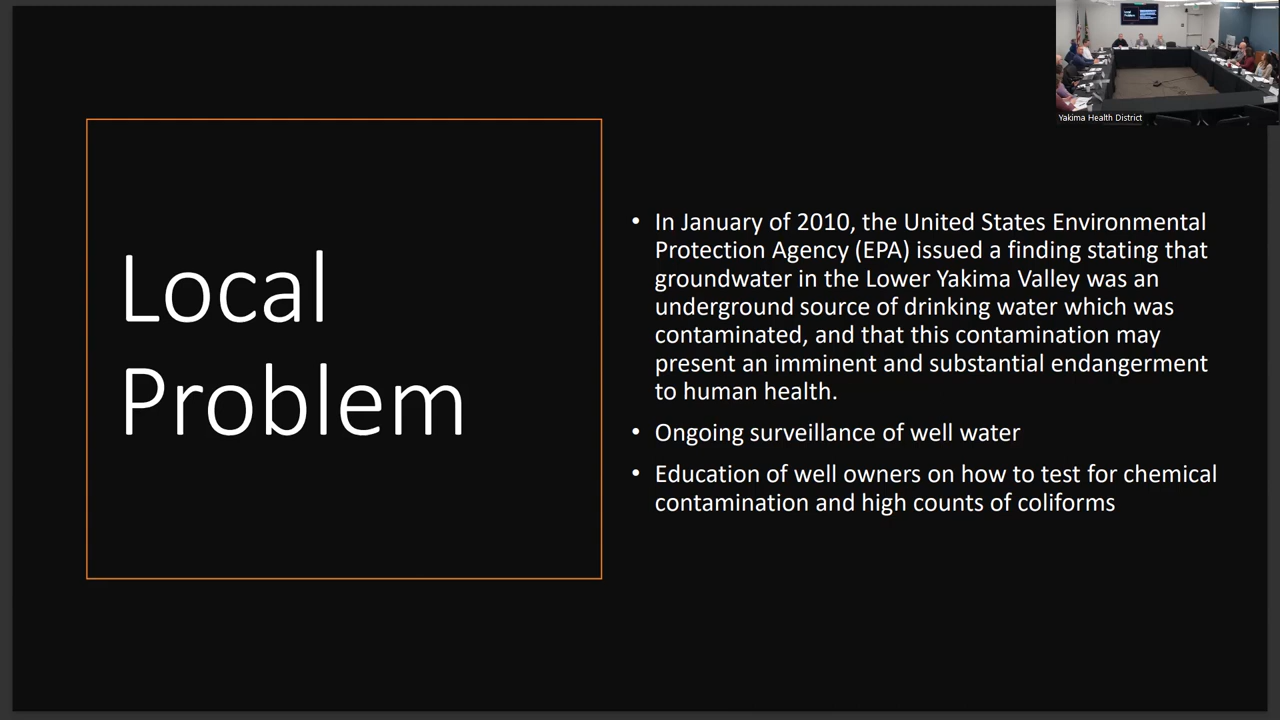 Local
Problem
Yakima Health District
Local
Problem
• In January of 2010, the United States Environmental
Protection Agency (EPA) issued a finding stating that
groundwater in the Lower Yakima Valley was an
underground source of drinking water which was
contaminated, and that this contamination may
present an imminent and substantial endangerment
to human health.
• Ongoing surveillance of well water
• Education of well owners on how to test for chemical
contamination and high counts of coliforms